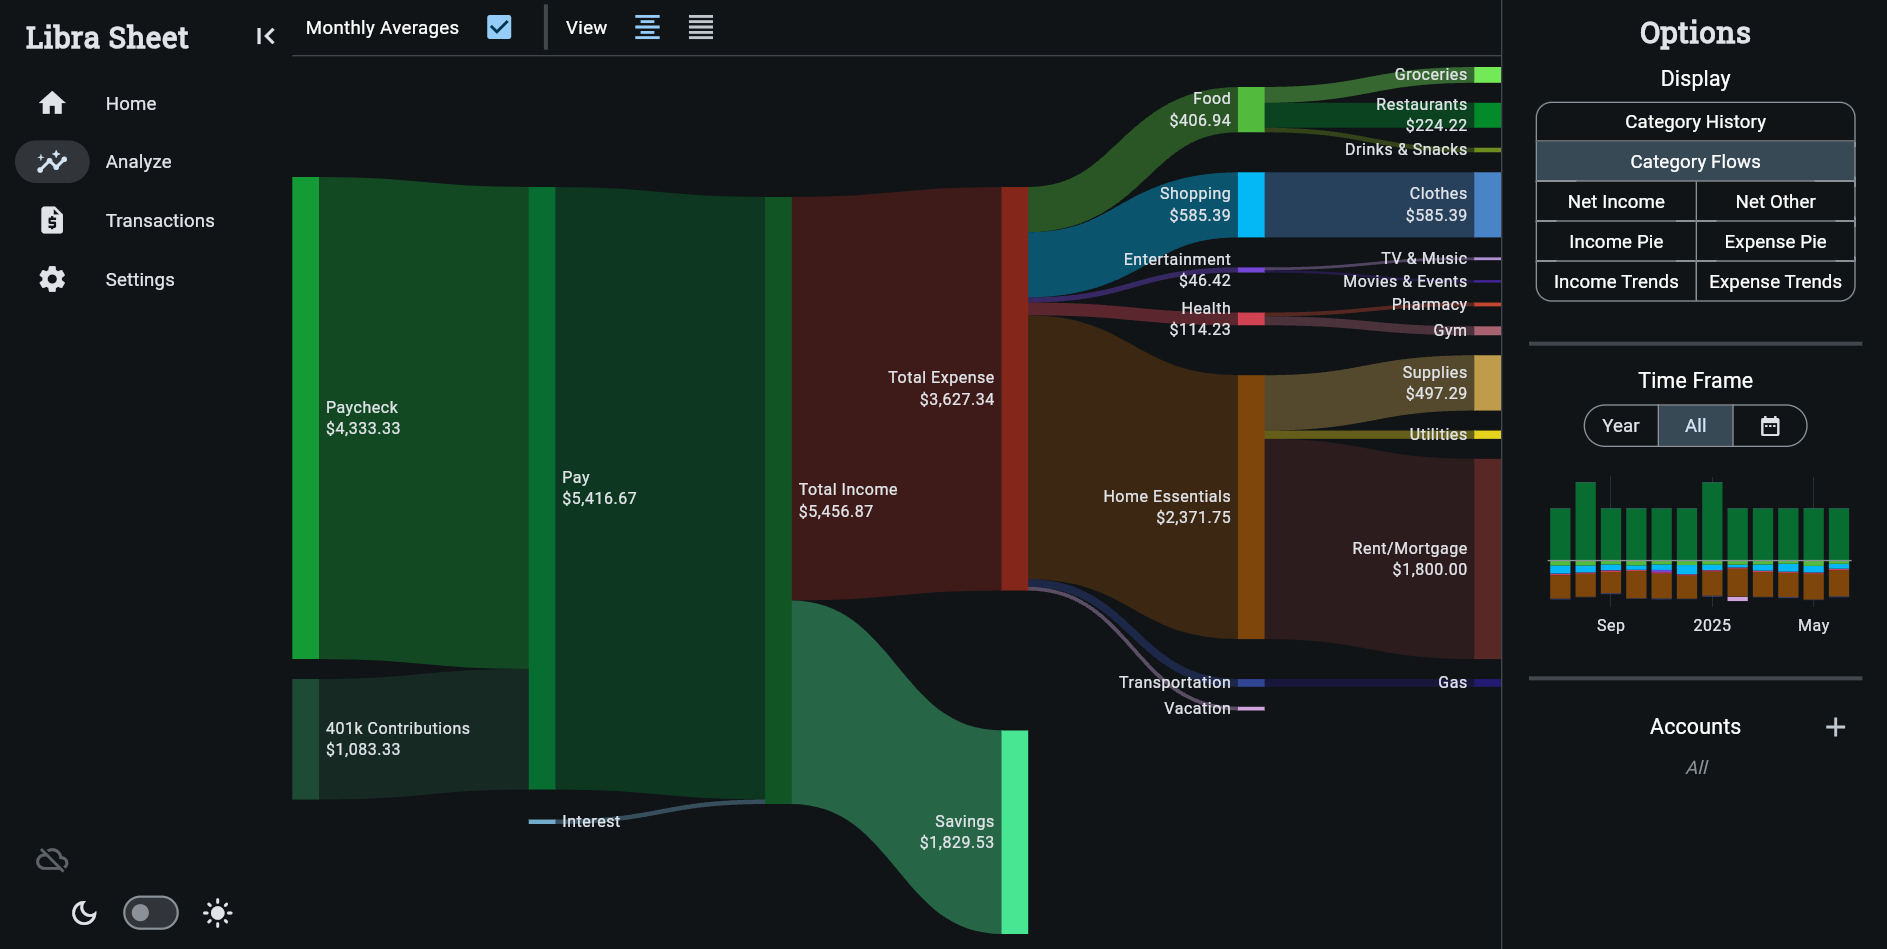 Libra Sheet
Home
Analyze
Transactions
Settings
Monthly Averages
View
Paycheck
$4,333.33
401k Contributions
$1,083.33
Pay
$5,416.67
Interest
Total Income
$5,456.87
Total Expense
$3,627.34
Savings
$1,829.53
Food
$406.94
Shopping
$585.39
Entertainment
$46.42
Health
$114.23
Home Essentials
$2,371.75
Transportation
Vacation
Groceries
Restaurants
$224.22
Drinks & Snacks
Clothes
$585.39
TV & Music
Movies & Events
Pharmacy
Gym
Supplies
$497.29
Utilities
Rent/Mortgage
$1,800.00
Gas
Options
Display
Category History
Category Flows
Net Income
Net Other
Income Pie
Expense Pie
Income Trends
Expense Trends
Time Frame
Year
All
Sep
2025
May
Accounts
All